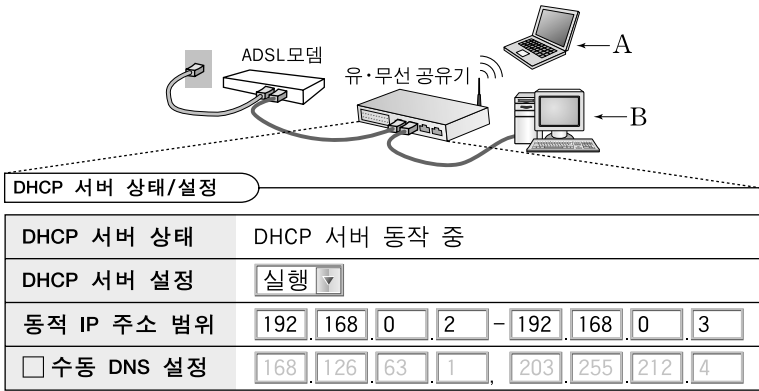 A
ADSL모뎀
유·무선 공유기
B
DHCP 서버 상태/설정
DHCP 서버 상태 DHCP 서버 동작 중
DHCP 서버 설정 실행
동적 IP 주소 범위 192.168.0.2-192.168.0.3
수동 DNS 설정 168.126.63.1, 203.255.212.4